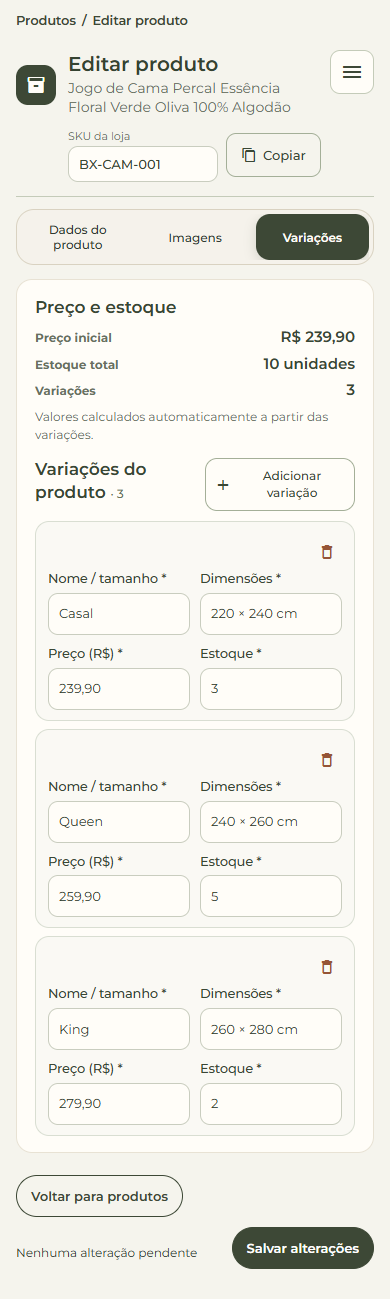 Produtos / Editar produto
Editar produto
Jogo de Cama Percal Essência
Floral Verde Oliva 100% Algodão
SKU da loja
BX-CAM-001
Copiar
Dados do
produto
Imagens
Variações
Preço e estoque
Preço inicial R$ 239,90
Estoque total 10 unidades
Variações 3
Valores calculados automaticamente a partir das
variações.
Variações do
produto · 3
+ Adicionar
variação
Nome / tamanho * Dimensões *
Casal 220 × 240 cm
Preço (R$) * Estoque *
239,90 3
Nome / tamanho * Dimensões *
Queen 240 × 260 cm
Preço (R$) * Estoque *
259,90 5
Nome / tamanho * Dimensões *
King 260 × 280 cm
Preço (R$) * Estoque *
279,90 2
Voltar para produtos
Nenhuma alteração pendente
Salvar alterações